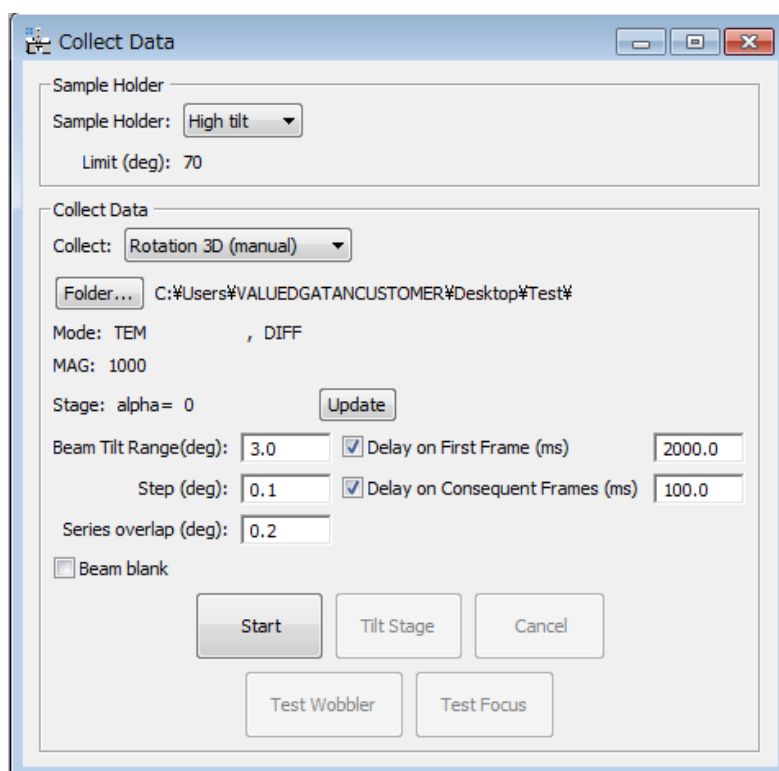 Collect Data
Sample Holder
Sample Holder: High tilt
Limit (deg): 70
Collect Data
Collect: Rotation 3D (manual)
Folder... C:¥Users¥VALUEDGATANCUSTOMER¥Desktop¥Test¥
Mode: TEM , DIFF
MAG: 1000
Stage: alpha= 0 Update
Beam Tilt Range(deg): 3.0 Delay on First Frame (ms) 2000.0
Step (deg): 0.1 Delay on Consequent Frames (ms) 100.0
Series overlap (deg): 0.2
Beam blank
Start Tilt Stage Cancel
Test Wobbler Test Focus